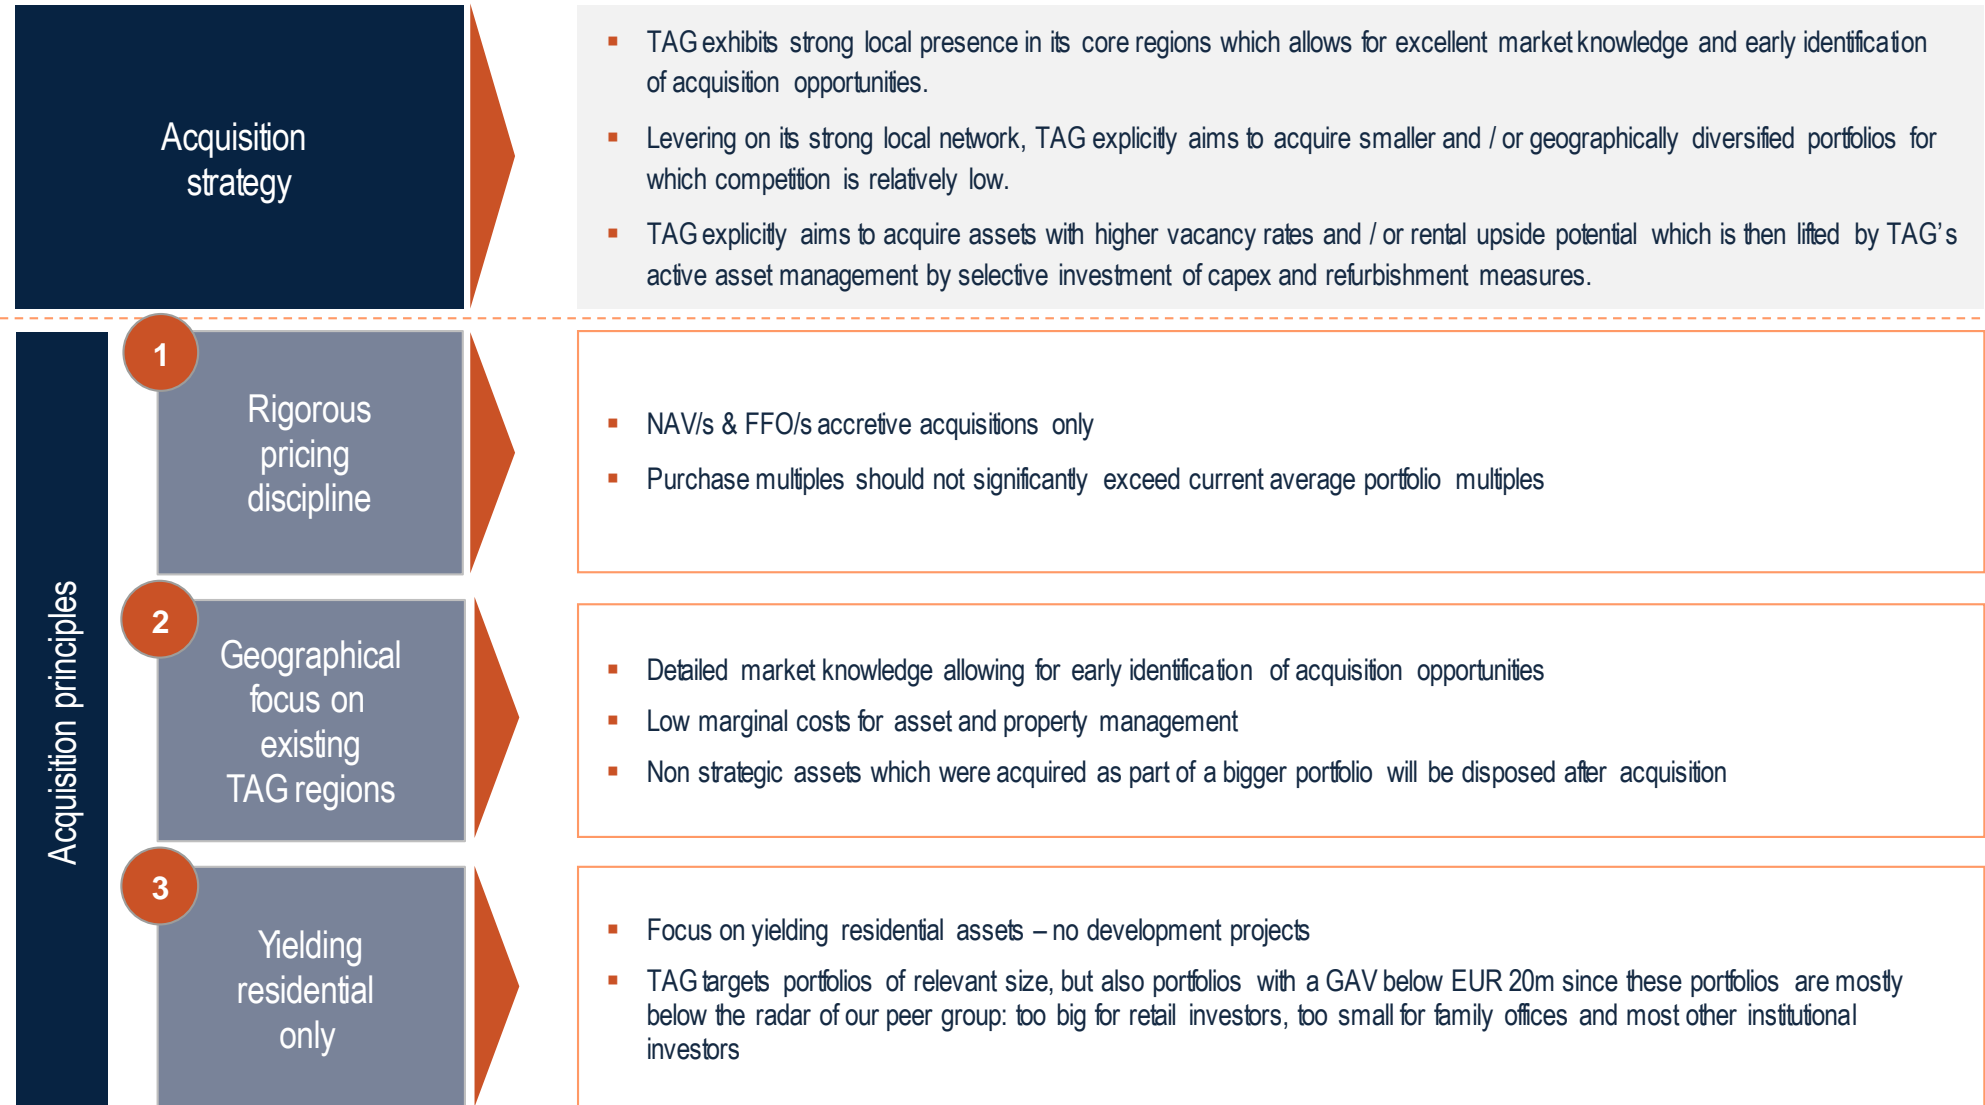 Acquisition
strategy
▪ TAG exhibits strong local presence in its core regions which allows for excellent market knowledge and early identification
of acquisition opportunities.
▪ Levering on its strong local network, TAG explicitly aims to acquire smaller and / or geographically diversified portfolios for
which competition is relatively low.
▪ TAG explicitly aims to acquire assets with higher vacancy rates and / or rental upside potential which is then lifted by TAG's
active asset management by selective investment of capex and refurbishment measures.
Acquisition principles
1
Rigorous
pricing
discipline
▪ NAV/s & FFO/s accretive acquisitions only
▪ Purchase multiples should not significantly exceed current average portfolio multiples
2
Geographical
focus on
existing
TAG regions
▪ Detailed market knowledge allowing for early identification of acquisition opportunities
▪ Low marginal costs for asset and property management
▪ Non strategic assets which were acquired as part of a bigger portfolio will be disposed after acquisition
3
Yielding
residential
only
▪ Focus on yielding residential assets – no development projects
▪ TAG targets portfolios of relevant size, but also portfolios with a GAV below EUR 20m since these portfolios are mostly
below the radar of our peer group: too big for retail investors, too small for family offices and most other institutional
investors